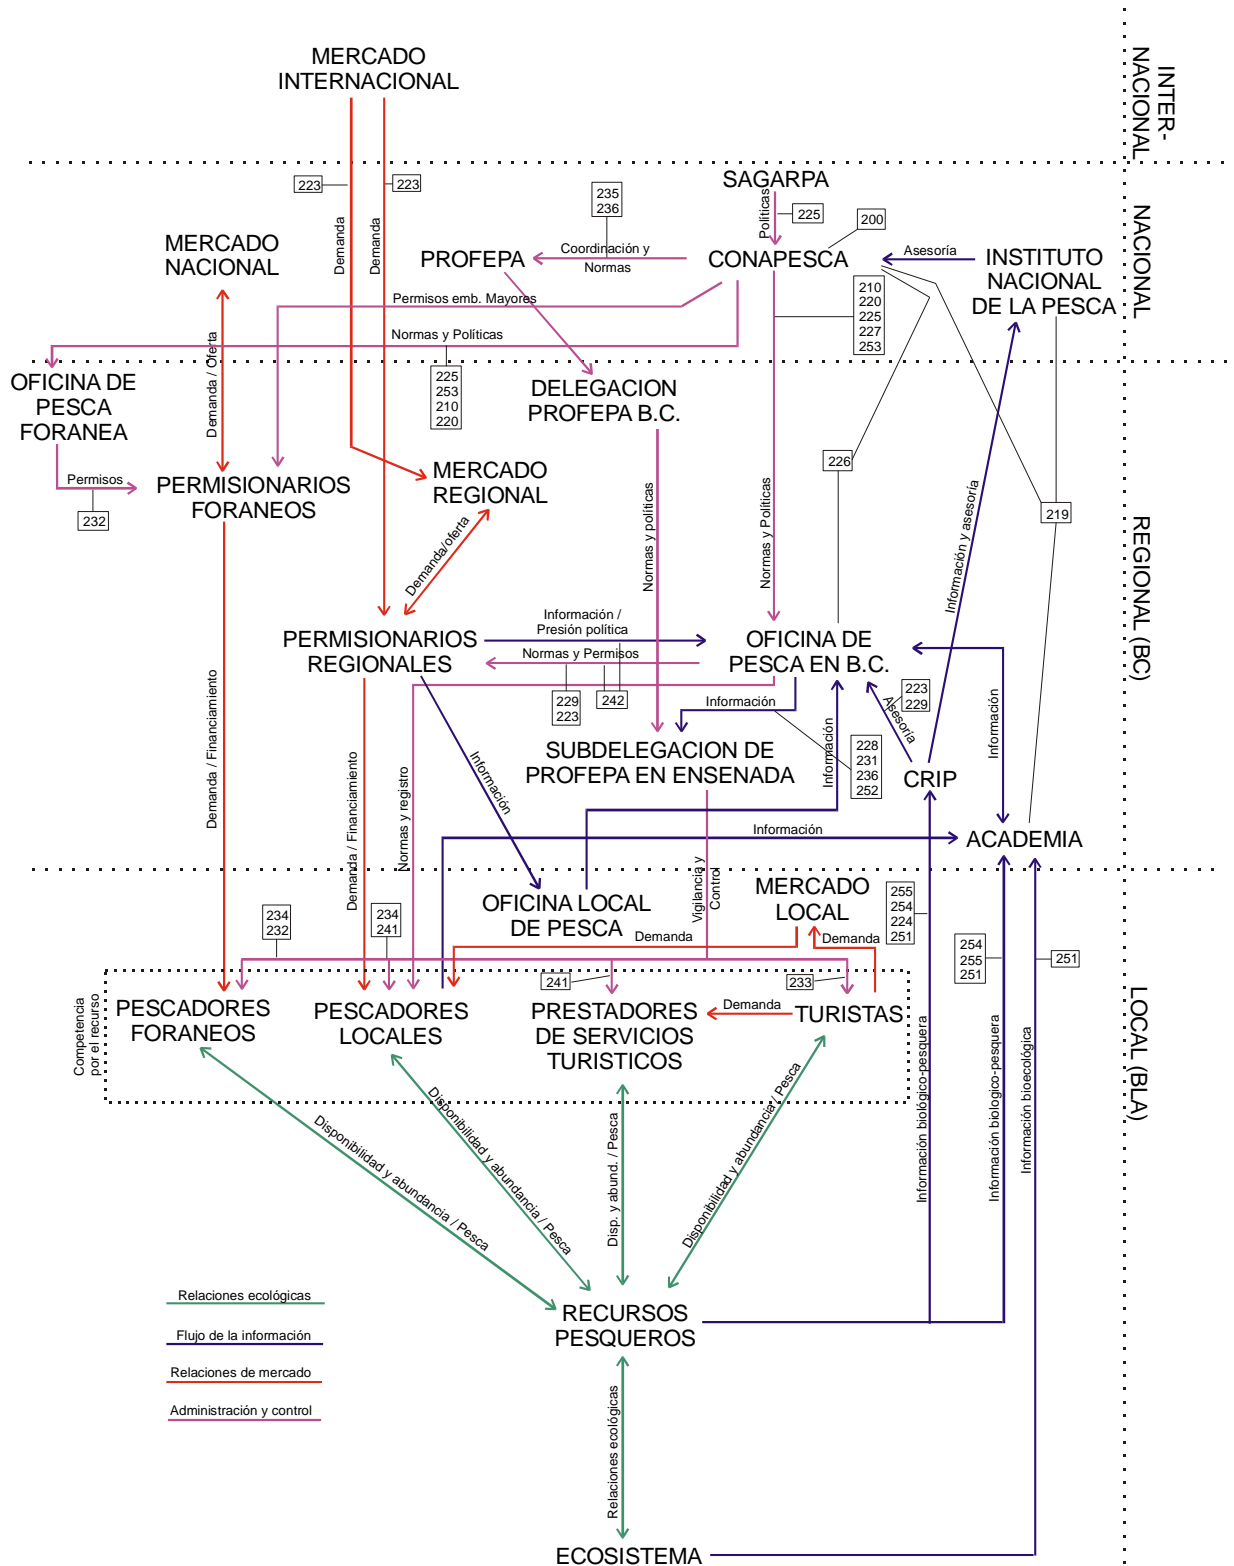 MERCADO
INTERNACIONAL
INTER-
NACIONAL
223
223
235
236
SAGARPA
Políticas
225
200
NACIONAL
MERCADO
NACIONAL
Demanda
Demanda
PROFEPA
Coordinación y
Normas
CONAPESCA
Asesoría
INSTITUTO
NACIONAL
DE LA PESCA
Permisos emb. Mayores
210
220
225
227
253
Normas y Políticas
Demanda / Oferta
OFICINA DE
PESCA
FORANEA
225
253
210
220
DELEGACION
PROFEPA B.C.
Permisos
232
PERMISIONARIOS
FORANEOS
MERCADO
REGIONAL
226
219
REGIONAL (BC)
Demanda/oferta
Normas y políticas
Normas y Políticas
Información y asesoría
PERMISIONARIOS
REGIONALES
Información /
Presión política
Normas y Permisos
OFICINA DE
PESCA EN B.C.
229
223
242
Información
223
229
Asesoría
Información
Información
SUBDELEGACION DE
PROFEPA EN ENSENADA
228
231
236
252
CRIP
Demanda / Financiamiento
Demanda / Financiamiento
Normas y registro
Información
Información
ACADEMIA
Vigilancia y
Control
OFICINA LOCAL
DE PESCA
MERCADO
LOCAL
255
254
224
251
234
232
234
241
Demanda
Demanda
254
255
251
251
241
233
Competencia
por el recurso
PESCADORES
FORANEOS
PESCADORES
LOCALES
PRESTADORES
DE SERVICIOS
TURISTICOS
Demanda
TURISTAS
LOCAL (BLA)
Disponibilidad y abundancia / Pesca
Disponibilidad y abundancia / Pesca
Disp. y abund. / Pesca
Disponibilidad y abundancia / Pesca
Información biológico-pesquera
Información biologico-pesquera
Información bioecológica
RECURSOS
PESQUEROS
Relaciones ecológicas
Flujo de la información
Relaciones de mercado
Administración y control
Relaciones ecológicas
ECOSISTEMA